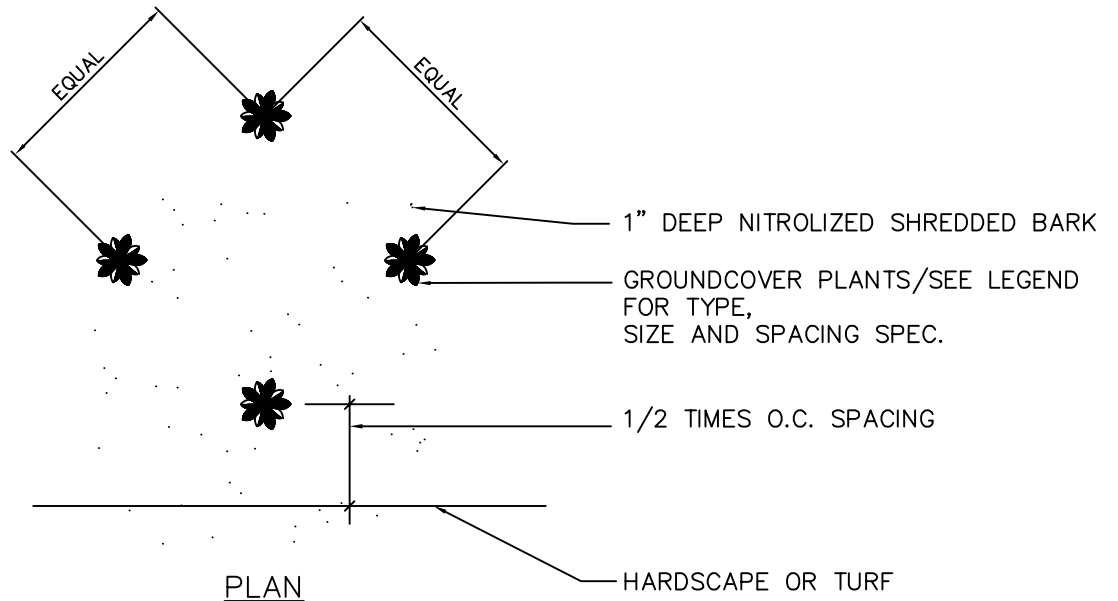 EQUAL
EQUAL
1” DEEP NITROLIZED SHREDDED BARK
GROUNDCOVER PLANTS/SEE LEGEND
FOR TYPE,
SIZE AND SPACING SPEC.
1/2 TIMES O.C. SPACING
HARDSCAPE OR TURF
PLAN